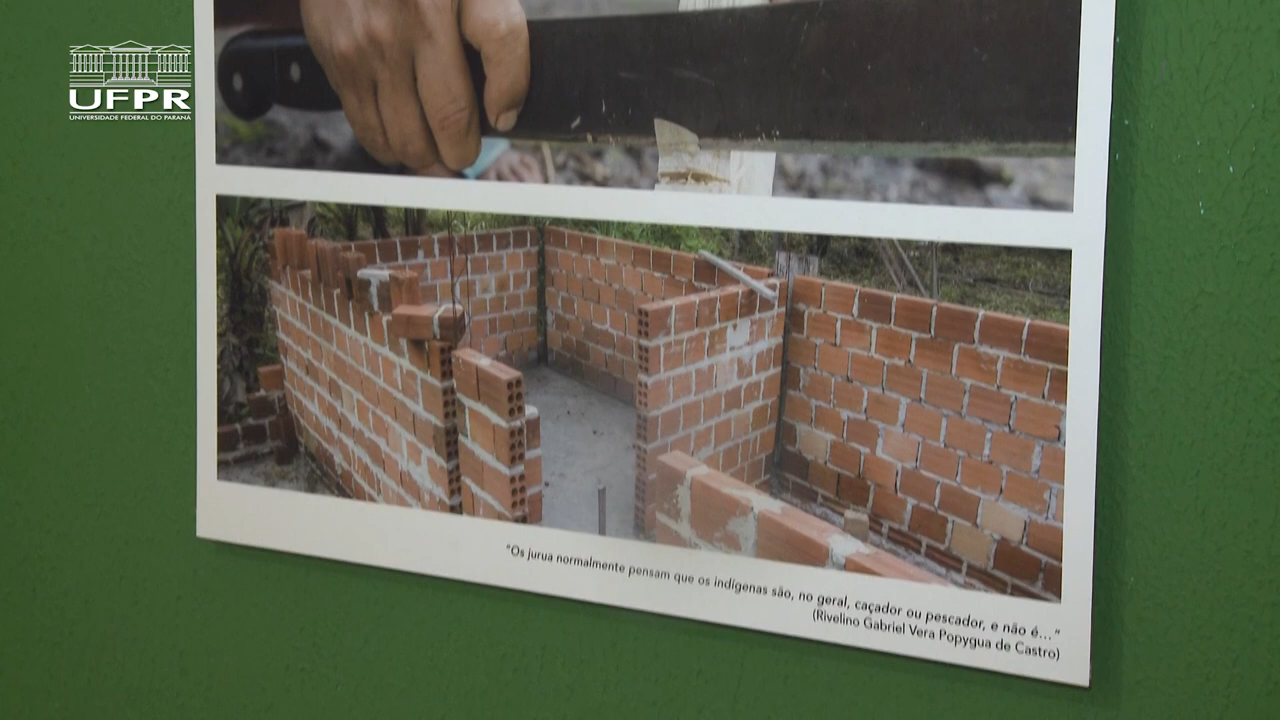 UFPR
UNIVERSIDADE FEDERAL DO PARANÁ
"Os jurua normalmente pensam que os indígenas são, no geral, caçador ou pescador, e não é..."
(Rivelino Gabriel Vera Popygua de Castro)